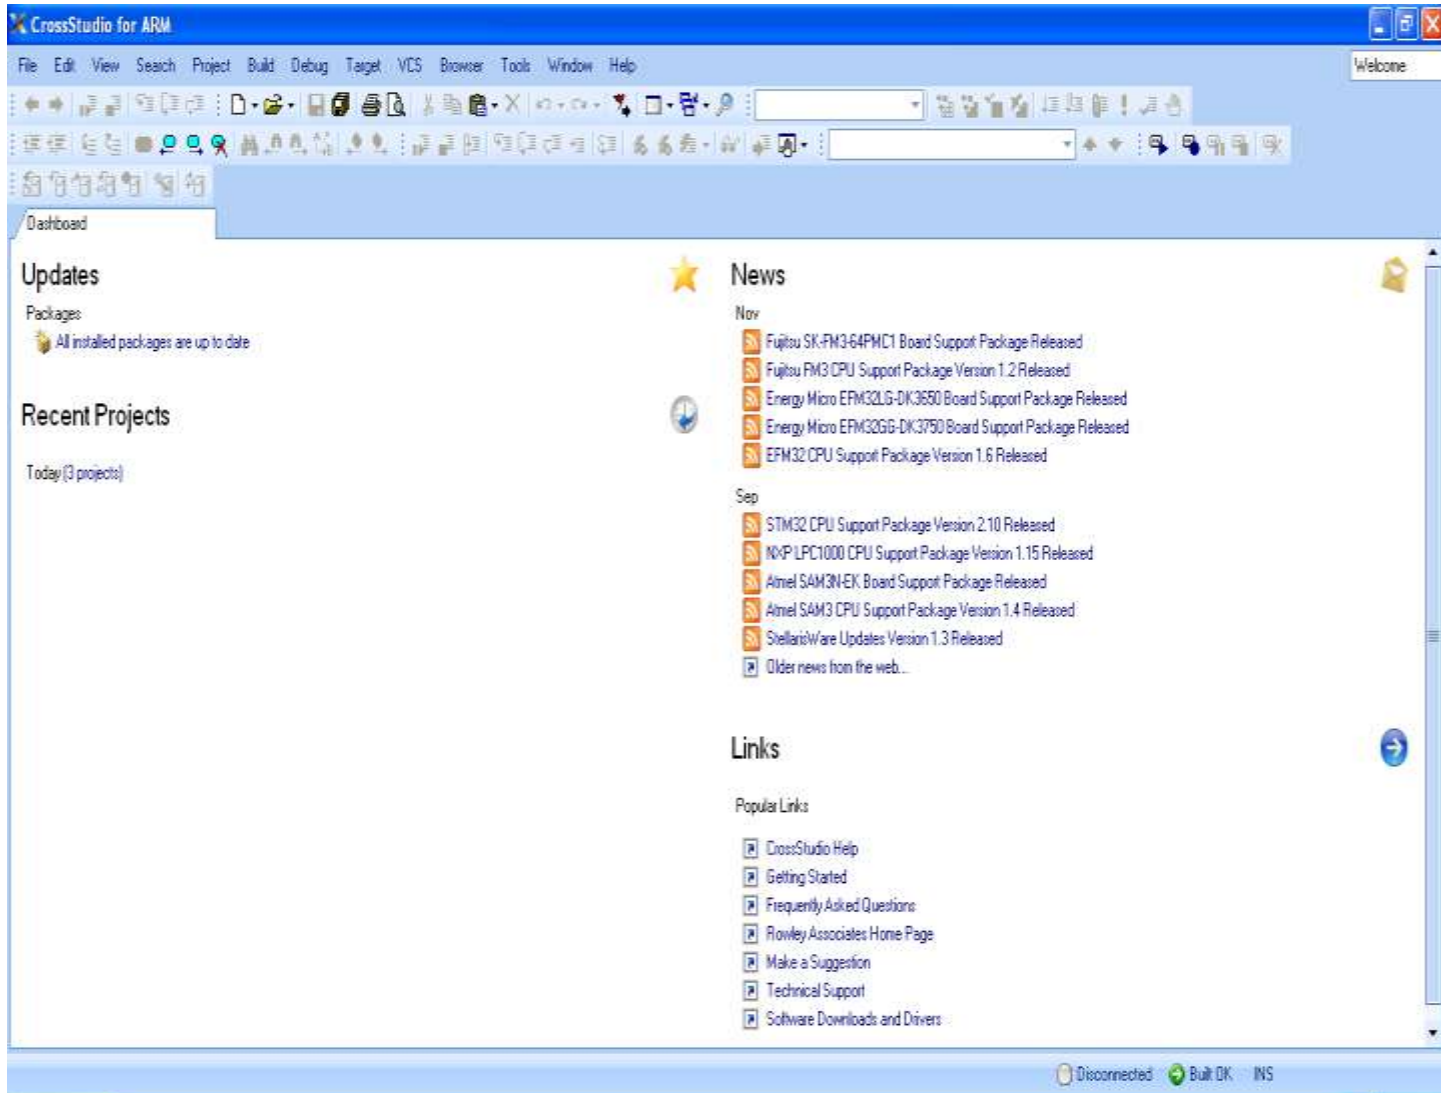 CrossStudio for ARM
File Edit View Search Project Build Debug Target VCS Browser Tools Window Help
Welcome
Dashboard
Updates
Packages
All installed packages are up to date
Recent Projects
Today (3 projects)
News
Nov
Fujitsu SK-FM3-64PMC1 Board Support Package Released
Fujitsu FM3 CPU Support Package Version 1.2 Released
Energy Micro EFM32LG-DK3650 Board Support Package Released
Energy Micro EFM32GG-DK3750 Board Support Package Released
EFM32 CPU Support Package Version 1.6 Released
Sep
STM32 CPU Support Package Version 2.10 Released
NXP LPC1000 CPU Support Package Version 1.15 Released
Atmel SAM3N-EK Board Support Package Released
Atmel SAM3 CPU Support Package Version 1.4 Released
StellarisWare Updates Version 1.3 Released
Older news from the web...
Links
Popular Links
CrossStudio Help
Getting Started
Frequently Asked Questions
Rowley Associates Home Page
Make a Suggestion
Technical Support
Software Downloads and Drivers
Disconnected Built OK INS